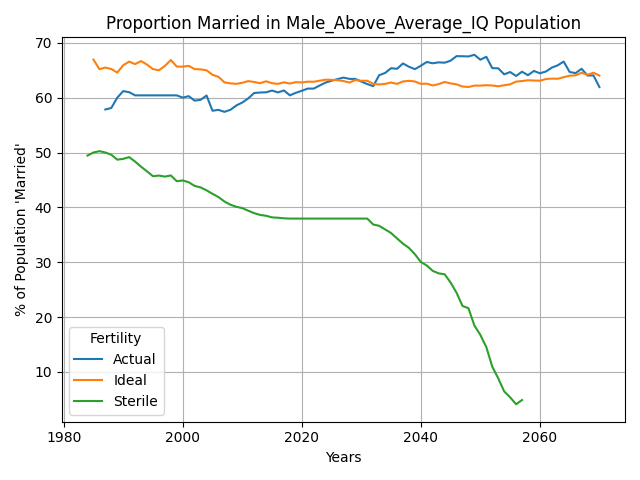 Proportion Married in Male_Above_Average_IQ Population
70
60
50
40
30
20
10
% of Population 'Married'
Fertility
Actual
Ideal
Sterile
1980
2000
2020
2040
2060
Years